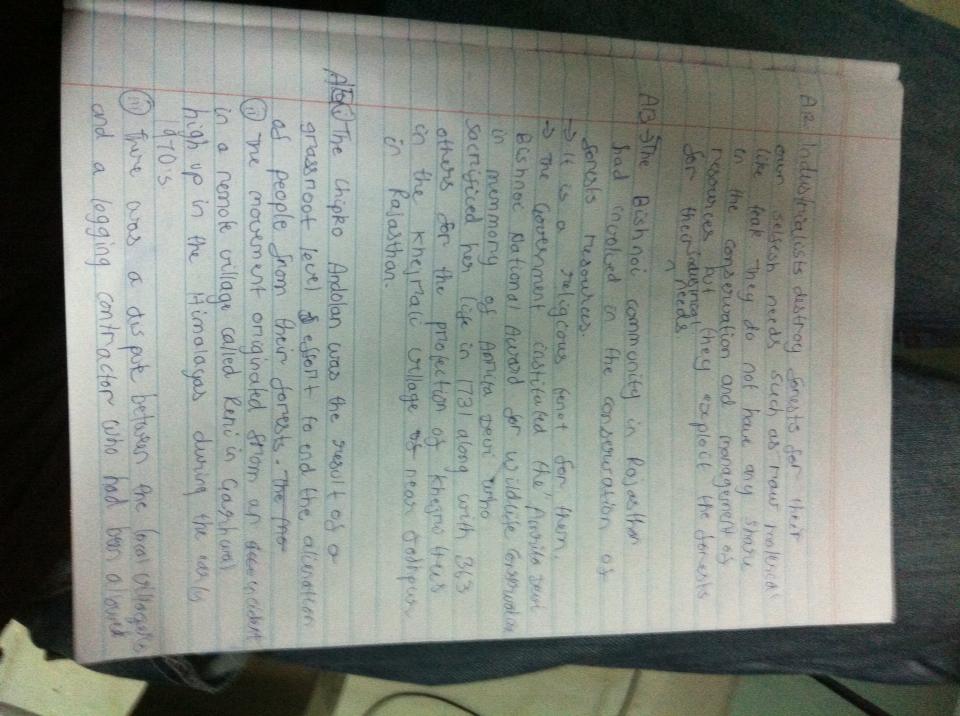 A12. Industrialists destroy forests for their
own selfish needs such as raw material
like teak They do not have any share
in the conservation and management of
resources but they exploit the forests
for their industrial needs.
A13 → The Bishnoi community in Rajasthan
had involved in the conservation of
forests resources.
→ It is a religious tenet for them.
→ The Government instituted the 'Amrita Devi
Bishnoi National Award for wildlife Conservation
in memmory of Amrita Devi who
sacrificed her life in 1731 along with 363
others for the protection of khejri trees
in the khejrali village of near Jodhpur
in Rajasthan.
The Chipko Andolan was the result of a
grassroot level effort to end the alienation
of people from their forests. The mo
(ii) The movement originated from an incident
in a remote village called Reni in Garhwal
high up in the Himalayas during the early
1970's
(iii) There was a dispute between the local villagers
and a logging contractor who had been allowed